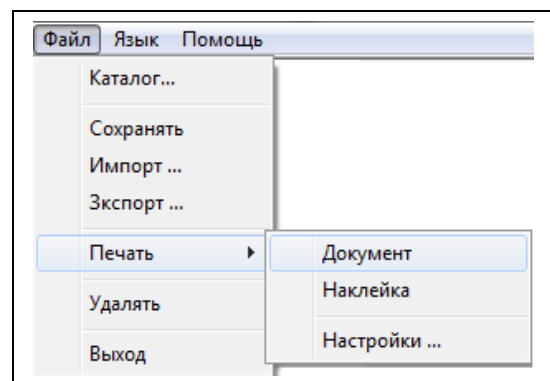 Файл Язык Помощь
Каталог...
Сохранять
Импорт ...
Зкспорт ...
Печать
Документ
Наклейка
Удалять
Настройки ...
Выход